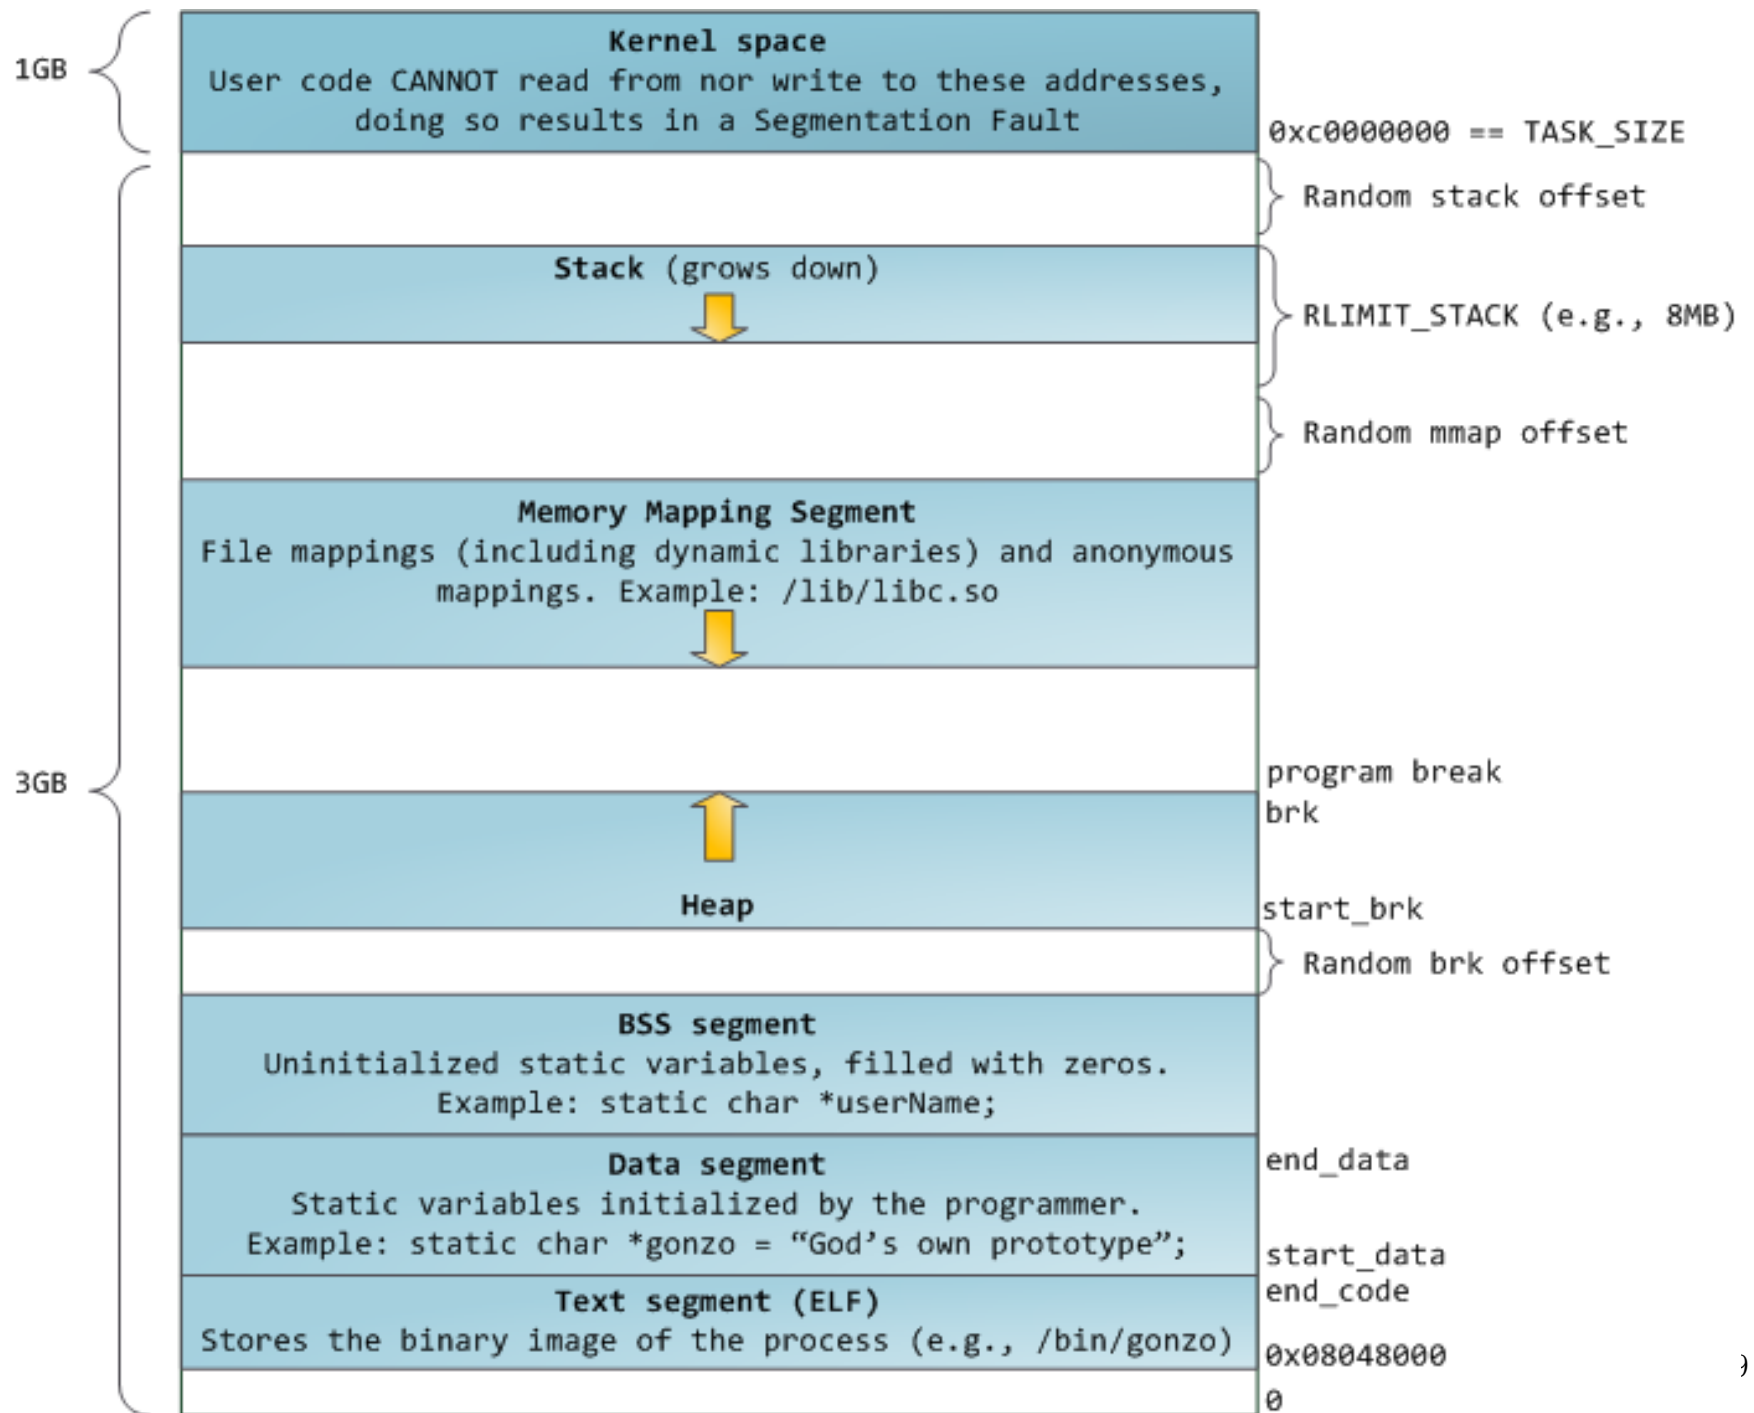 Kernel space
1GB
User code CANNOT read from nor write to these addresses,
doing so results in a Segmentation Fault
0xc0000000 == TASK_SIZE
Random stack offset
Stack (grows down)
RLIMIT_STACK (e.g., 8MB)
Random mmap offset
Memory Mapping Segment
File mappings (including dynamic libraries) and anonymous
mappings. Example: /lib/libc.so
3GB
program break
brk
Heap
start_brk
Random brk offset
BSS segment
Uninitialized static variables, filled with zeros.
Example: static char *userName;
Data segment
end_data
Static variables initialized by the programmer.
Example: static char *gonzo = “God’s own prototype”;
start_data
end_code
Text segment (ELF)
Stores the binary image of the process (e.g., /bin/gonzo)
0x08048000
0